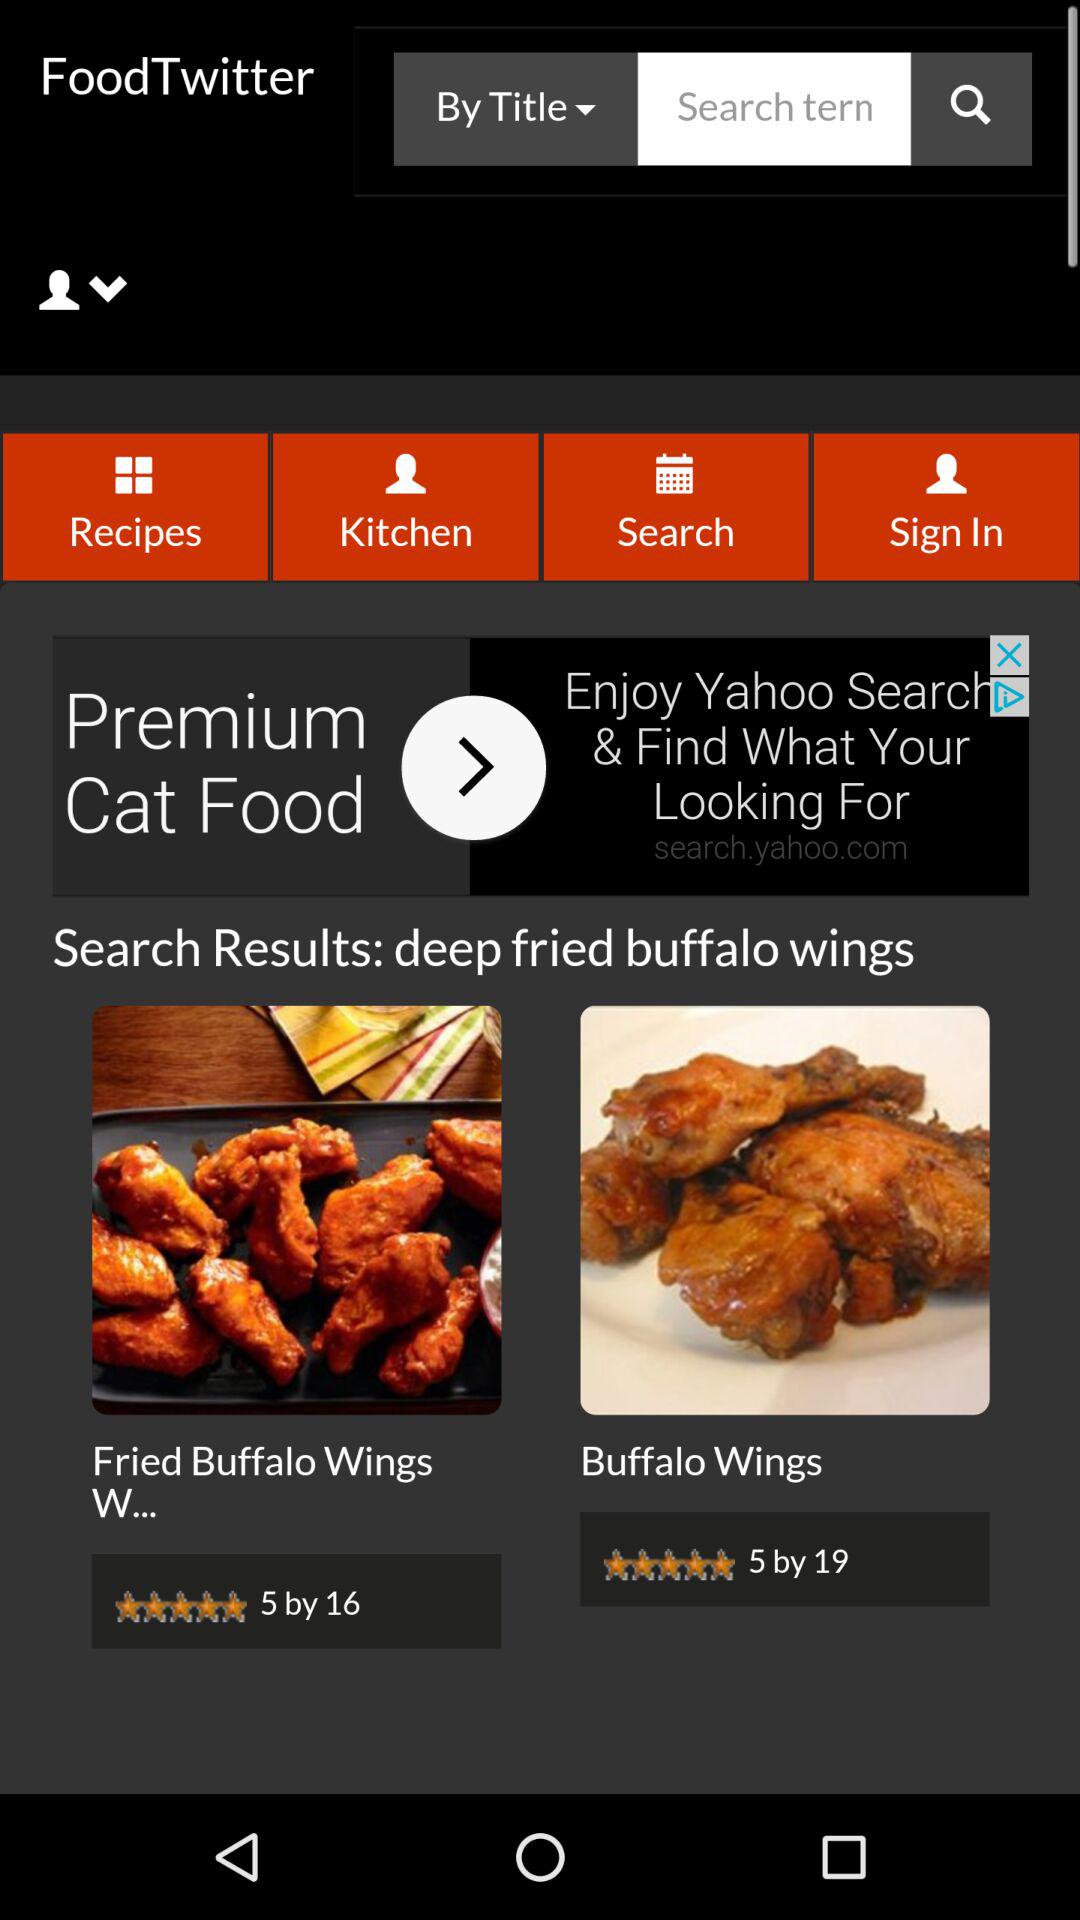 FoodTwitter
By Title
Search tern
Recipes
Kitchen
Search
Sign In
Premium
Cat Food
Enjoy Yahoo Search
& Find What Your
Looking For
search.yahoo.com
Search Results: deep fried buffalo wings
Fried Buffalo Wings
W...
5 by 16
Buffalo Wings
5 by 19